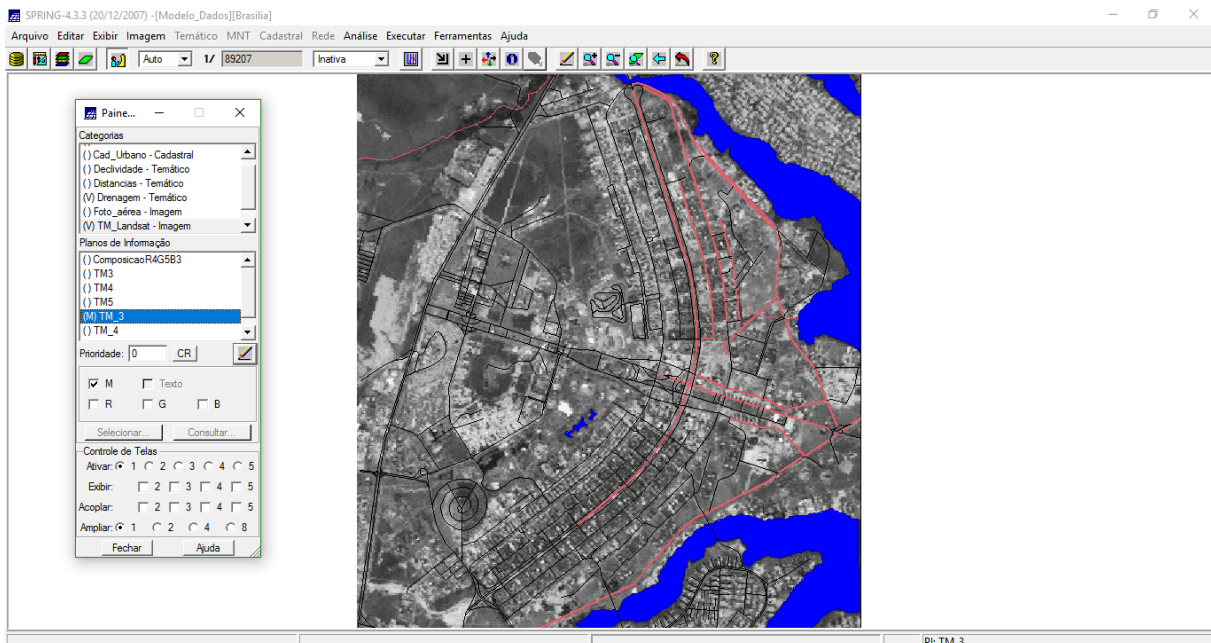 SPRING-4.3.3 (20/12/2007) -[Modelo_Dados][Brasilia]
Arquivo Editar Exibir Imagem Temático MNT Cadastral Rede Análise Executar Ferramentas Ajuda
Auto 1/ 89207 Inativa
Paine...
Categorias
() Cad_Urbano - Cadastral
() Declividade - Temático
() Distancias - Temático
(V) Drenagem - Temático
() Foto_aérea - Imagem
(V) TM_Landsat - Imagem
Planos de Informação
() ComposicaoR4G5B3
() TM3
() TM4
() TM5
(M) TM_3
() TM_4
Prioridade: 0 CR
M Texto
R G B
Selecionar... Consultar...
Controle de Telas
Ativar: 1 2 3 4 5
Exibir: 2 3 4 5
Acoplar: 2 3 4 5
Ampliar: 1 2 4 8
Fechar Ajuda
PI: TM_3